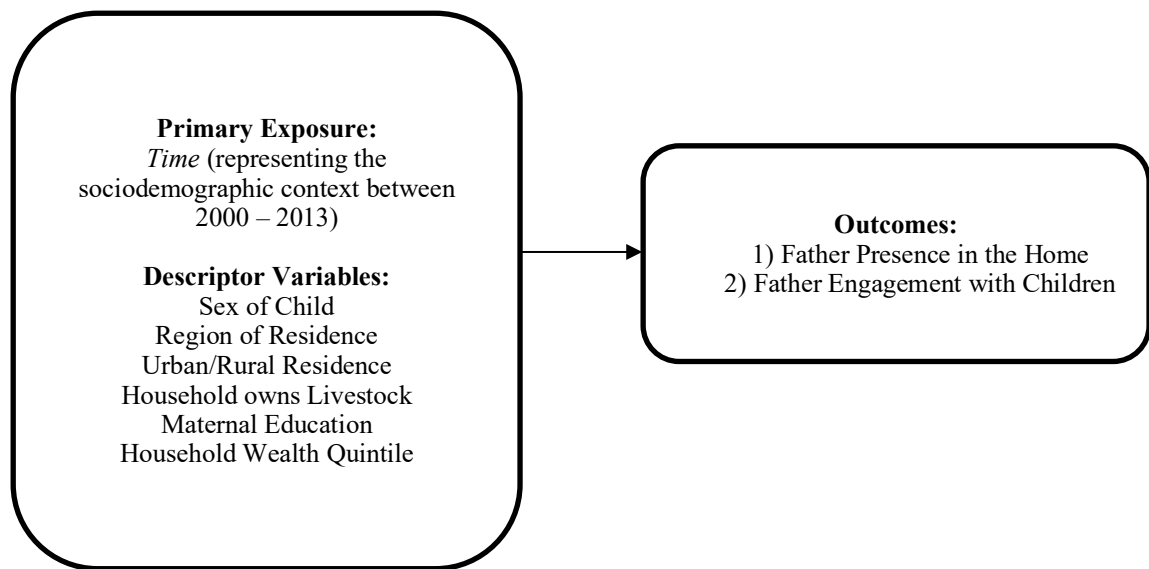 Primary Exposure:
Time (representing the
sociodemographic context between
2000 – 2013)
Descriptor Variables:
Sex of Child
Region of Residence
Urban/Rural Residence
Household owns Livestock
Maternal Education
Household Wealth Quintile
Outcomes:
1) Father Presence in the Home
2) Father Engagement with Children